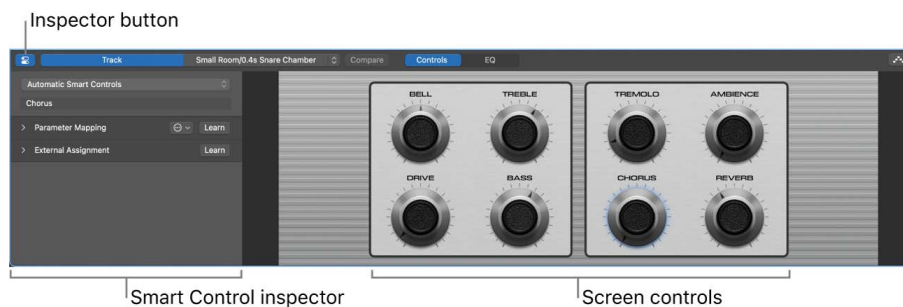 Inspector button
Track Small Room/0.4s Snare Chamber Compare Controls EQ
Automatic Smart Controls
Chorus
Parameter Mapping Learn
External Assignment Learn
BELL TREBLE TREMOLO AMBIENCE
DRIVE BASS CHORUS REVERB
Smart Control inspector Screen controls